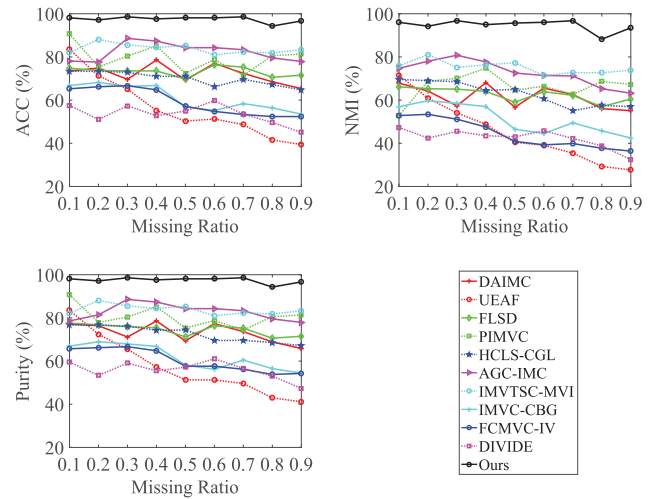 100
80
60
40
20
ACC (%)
0.1 0.2 0.3 0.4 0.5 0.6 0.7 0.8 0.9
Missing Ratio
100
80
60
40
20
NMI (%)
0.1 0.2 0.3 0.4 0.5 0.6 0.7 0.8 0.9
Missing Ratio
100
80
60
40
20
Purity (%)
0.1 0.2 0.3 0.4 0.5 0.6 0.7 0.8 0.9
Missing Ratio
DAIMC
UEAF
FLSD
PIMVC
HCLS-CGL
AGC-IMC
IMVTSC-MVI
IMVC-CBG
FCMVC-IV
DIVIDE
Ours